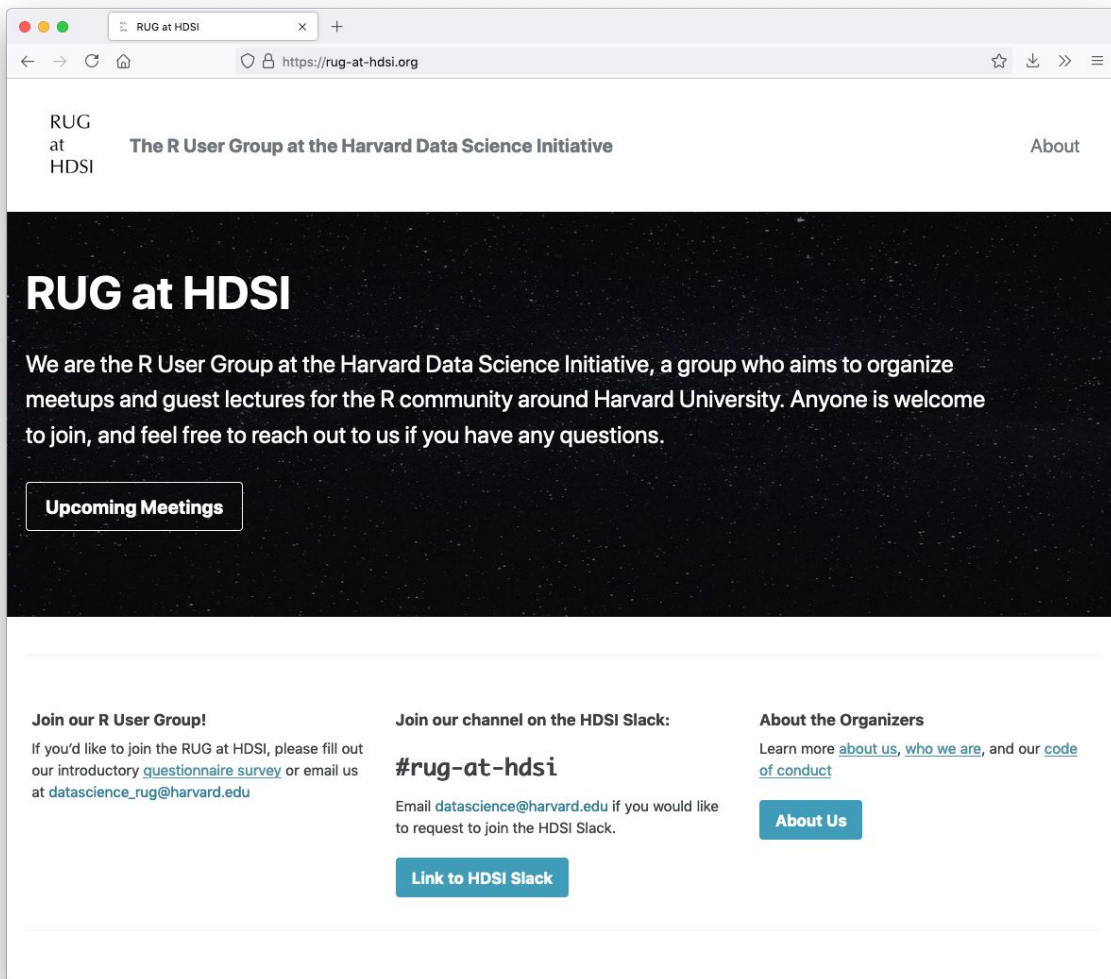 RUG at HDSI
https://rug-at-hdsi.org
RUG
at
HDSI
The R User Group at the Harvard Data Science Initiative
About
RUG at HDSI
We are the R User Group at the Harvard Data Science Initiative, a group who aims to organize
meetups and guest lectures for the R community around Harvard University. Anyone is welcome
to join, and feel free to reach out to us if you have any questions.
Upcoming Meetings
Join our R User Group!
If you'd like to join the RUG at HDSI, please fill out
our introductory questionnaire survey or email us
at datascience_rug@harvard.edu
Join our channel on the HDSI Slack:
#rug-at-hdsi
Email datascience@harvard.edu if you would like
to request to join the HDSI Slack.
Link to HDSI Slack
About the Organizers
Learn more about us, who we are, and our code
of conduct
About Us